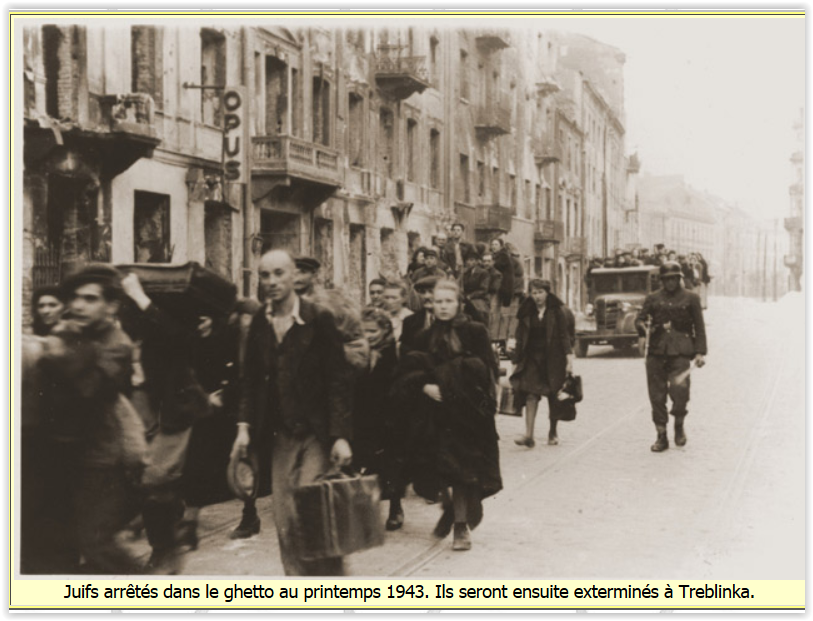 OPUS
Juifs arrêtés dans le ghetto au printemps 1943. Ils seront ensuite exterminés à Treblinka.